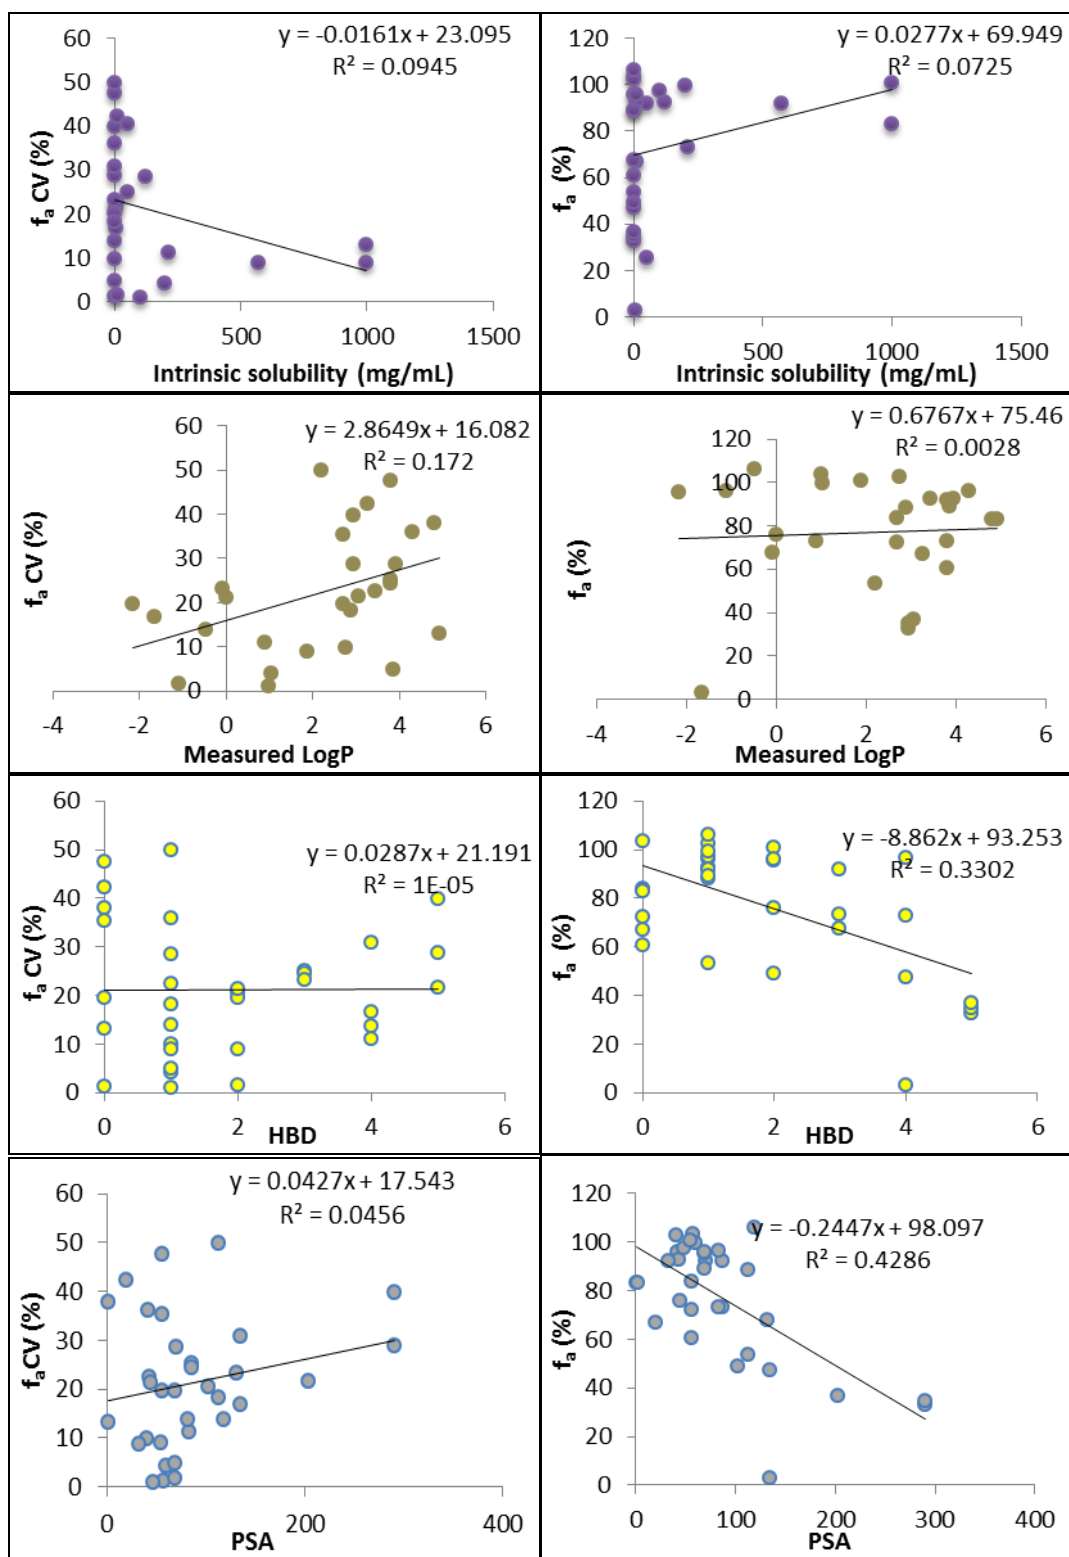 y = -0.0161x + 23.095
R² = 0.0945
60
50
40
30
20
10
0
fa CV (%)
0 500 1000 1500
Intrinsic solubility (mg/mL)
y = 0.0277x + 69.949
R² = 0.0725
120
100
80
60
40
20
0
fa (%)
0 500 1000 1500
Intrinsic solubility (mg/mL)
y = 2.8649x + 16.082
R² = 0.172
60
50
40
30
20
10
0
fa CV (%)
-4 -2 0 2 4 6
Measured LogP
y = 0.6767x + 75.46
R² = 0.0028
120
100
80
60
40
20
0
fa (%)
-4 -2 0 2 4 6
Measured LogP
60
50
40
30
20
10
0
y = 0.0287x + 21.191
R² = 1E-05
fa CV (%)
0 2 4 6
HBD
120
100
80
60
40
20
0
y = -8.862x + 93.253
R² = 0.3302
fa (%)
0 2 4 6
HBD
y = 0.0427x + 17.543
R² = 0.0456
60
50
40
30
20
10
0
faCV (%)
0 200 400
PSA
120
100
80
60
40
20
0
y = -0.2447x + 98.097
R² = 0.4286
fa (%)
0 100 200 300 400
PSA